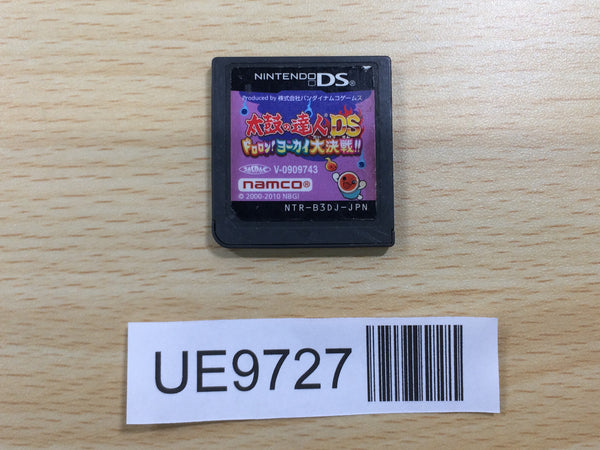 NINTENDO DS
Produced by 株式会社バンダイナムコゲームス
太鼓の達人DS
ドロロン!ヨーカイ大決戦!!
V-0909743
namco
© 2000-2010 NBGI
NTR-B3DJ-JPN
UE9727